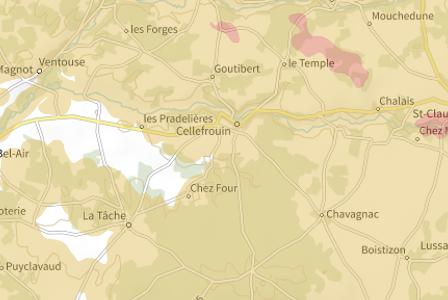 Mouchedune
les Forges
Magnot
Ventouse
Goutibert
le Temple
Chalais
les Pradelières
St-Clau
Cellefrouin
Chez
Bel-Air
Chez Four
oterie
La Tâche
Chavagnac
Boistizon
Lussa
Puyclavaud